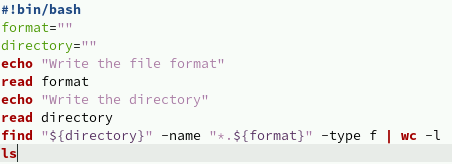 #!bin/bash
format=""
directory=""
echo "Write the file format"
read format
echo "Write the directory"
read directory
find "${directory}" -name "*.${format}" -type f | wc -l
ls